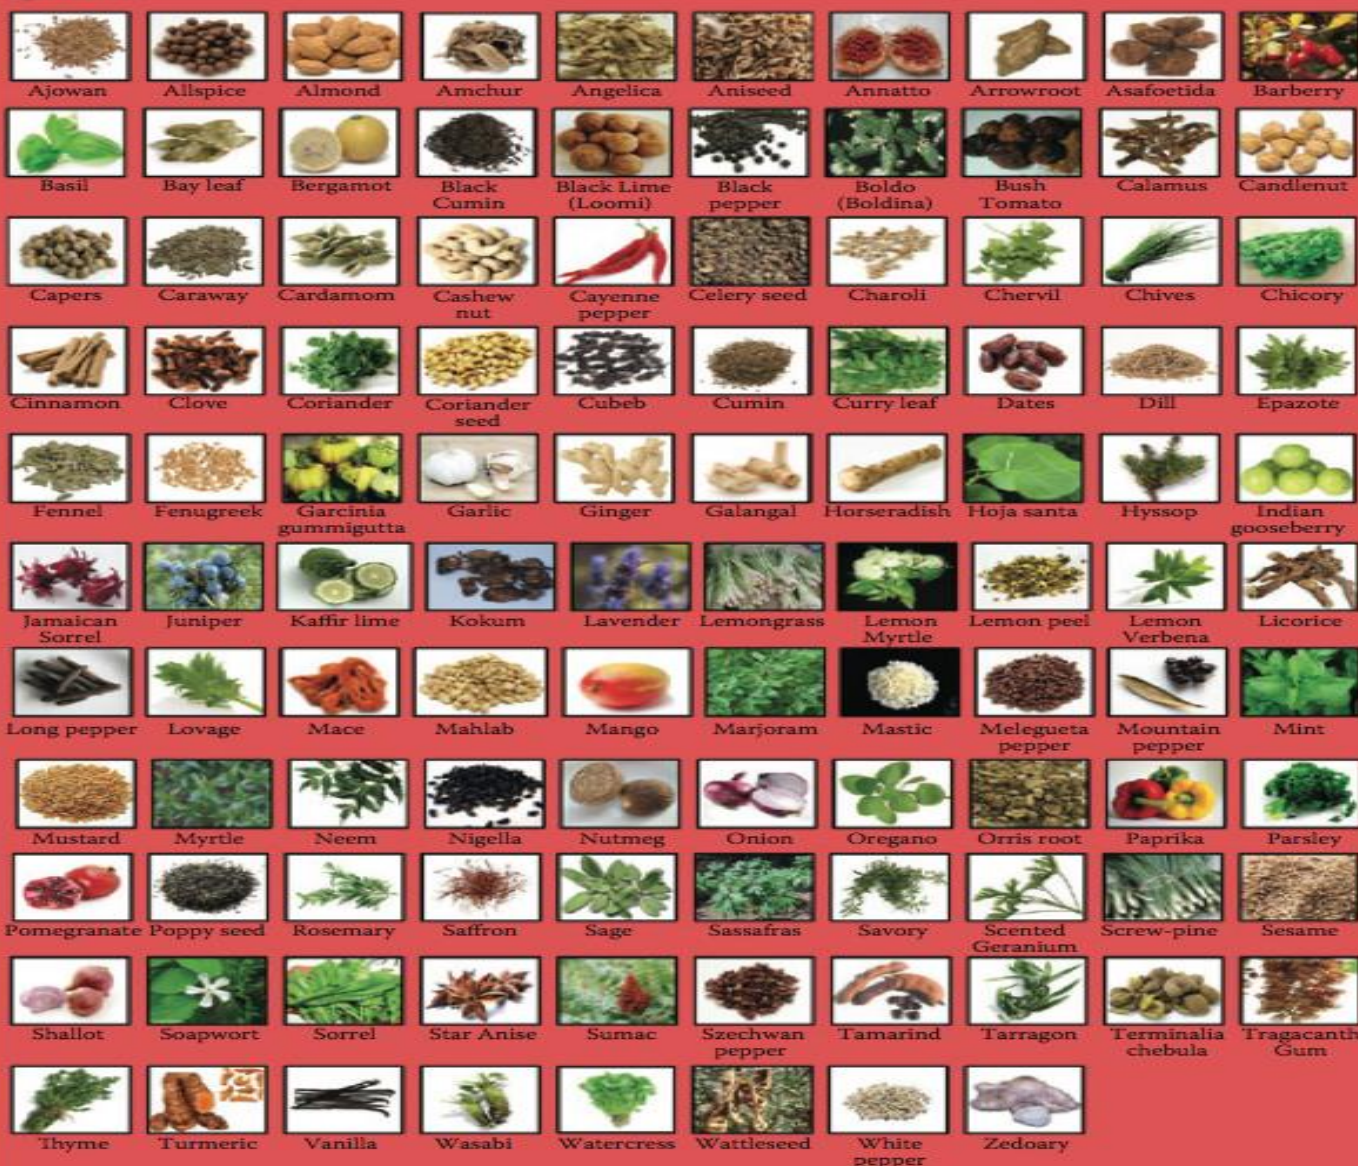 Ajowan Allspice Almond Amchur Angelica Aniseed Annatto Arrowroot Asafoetida Barberry
Basil Bay leaf Bergamot Black Cumin Black Lime (Loomi) Black pepper Boldo (Boldina) Bush Tomato Calamus Candlenut
Capers Caraway Cardamom Cashew nut Cayenne pepper Celery seed Charoli Chervil Chives Chicory
Cinnamon Clove Coriander Coriander seed Cubeb Cumin Curry leaf Dates Dill Epazote
Fennel Fenugreek Garcinia gummigutta Garlic Ginger Galangal Horseradish Hoja santa Hyssop Indian gooseberry
Jamaican Sorrel Juniper Kaffir lime Kokum Lavender Lemongrass Lemon Myrtle Lemon peel Lemon Verbena Licorice
Long pepper Lovage Mace Mahlab Mango Marjoram Mastic Melegueta pepper Mountain pepper Mint
Mustard Myrtle Neem Nigella Nutmeg Onion Oregano Orris root Paprika Parsley
Pomegranate Poppy seed Rosemary Saffron Sage Sassafras Savory Scented Geranium Screw-pine Sesame
Shallot Soapwort Sorrel Star Anise Sumac Szechwan pepper Tamarind Tarragon Terminalia chebula Tragacanth Gum
Thyme Turmeric Vanilla Wasabi Watercress Wattleseed White pepper Zedoary